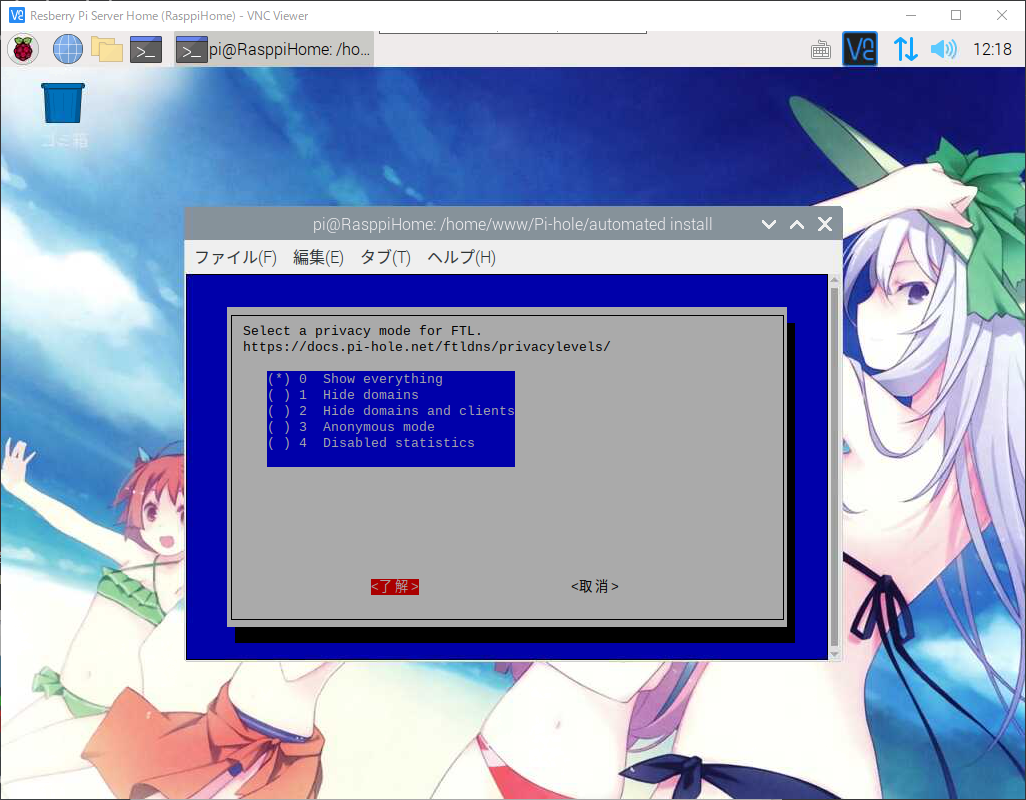 Resberry Pi Server Home (RasppiHome) - VNC Viewer
pi@RasppiHome: /ho...
12:18
ゴミ箱
pi@RasppiHome: /home/www/Pi-hole/automated install
ファイル(F) 編集(E) タブ(T) ヘルプ(H)
Select a privacy mode for FTL.
https://docs.pi-hole.net/ftldns/privacylevels/
(*) 0 Show everything
( ) 1 Hide domains
( ) 2 Hide domains and clients
( ) 3 Anonymous mode
( ) 4 Disabled statistics
<了解> <取消>